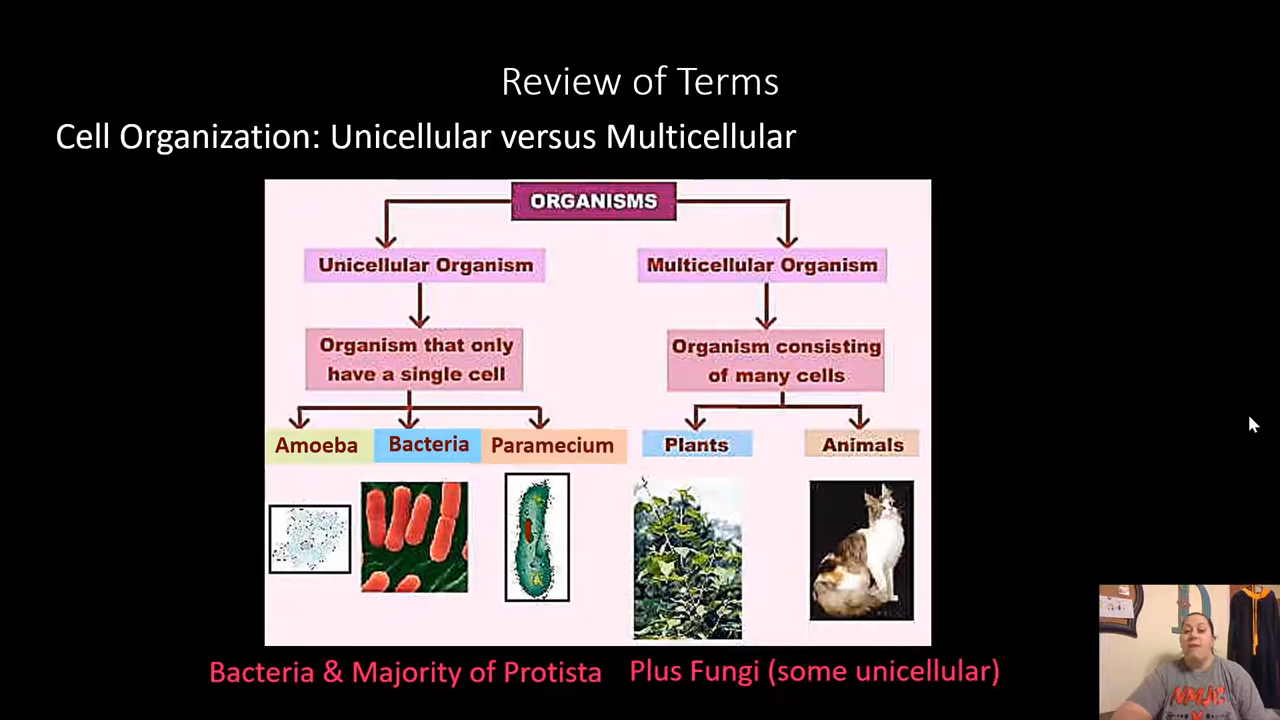 Review of Terms
Cell Organization: Unicellular versus Multicellular
ORGANISMS
Unicellular Organism
Multicellular Organism
Organism that only
have a single cell
Organism consisting
of many cells
Amoeba
Bacteria
Paramecium
Plants
Animals
Bacteria & Majority of Protista
Plus Fungi (some unicellular)
NMJC